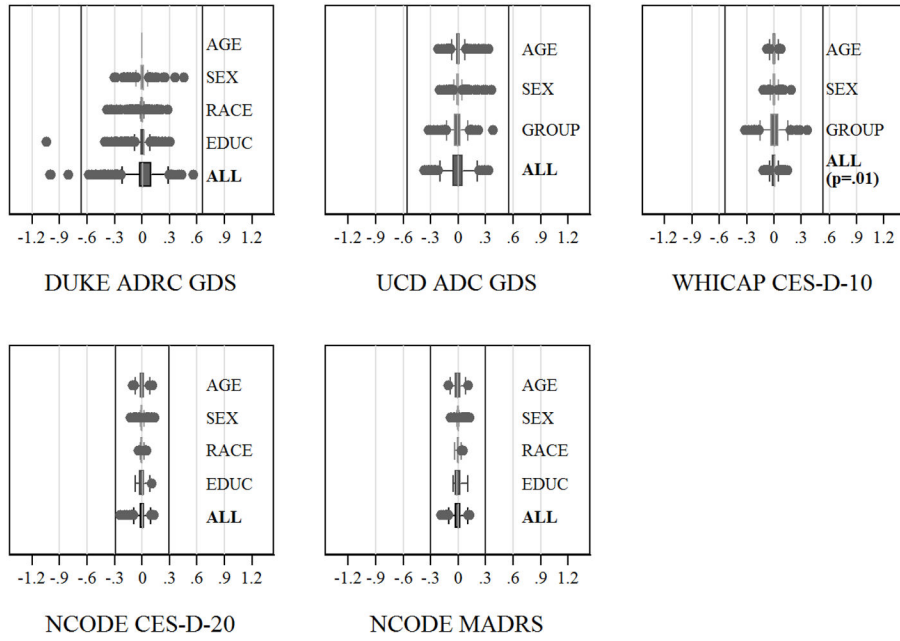 AGE
SEX
RACE
EDUC
ALL
-1.2 -.9 -.6 -.3 0 .3 .6 .9 1.2
DUKE ADRC GDS
AGE
SEX
GROUP
ALL
-1.2 -.9 -.6 -.3 0 .3 .6 .9 1.2
UCD ADC GDS
AGE
SEX
GROUP
ALL
(p=.01)
-1.2 -.9 -.6 -.3 0 .3 .6 .9 1.2
WHICAP CES-D-10
AGE
SEX
RACE
EDUC
ALL
-1.2 -.9 -.6 -.3 0 .3 .6 .9 1.2
NCODE CES-D-20
AGE
SEX
RACE
EDUC
ALL
-1.2 -.9 -.6 -.3 0 .3 .6 .9 1.2
NCODE MADRS